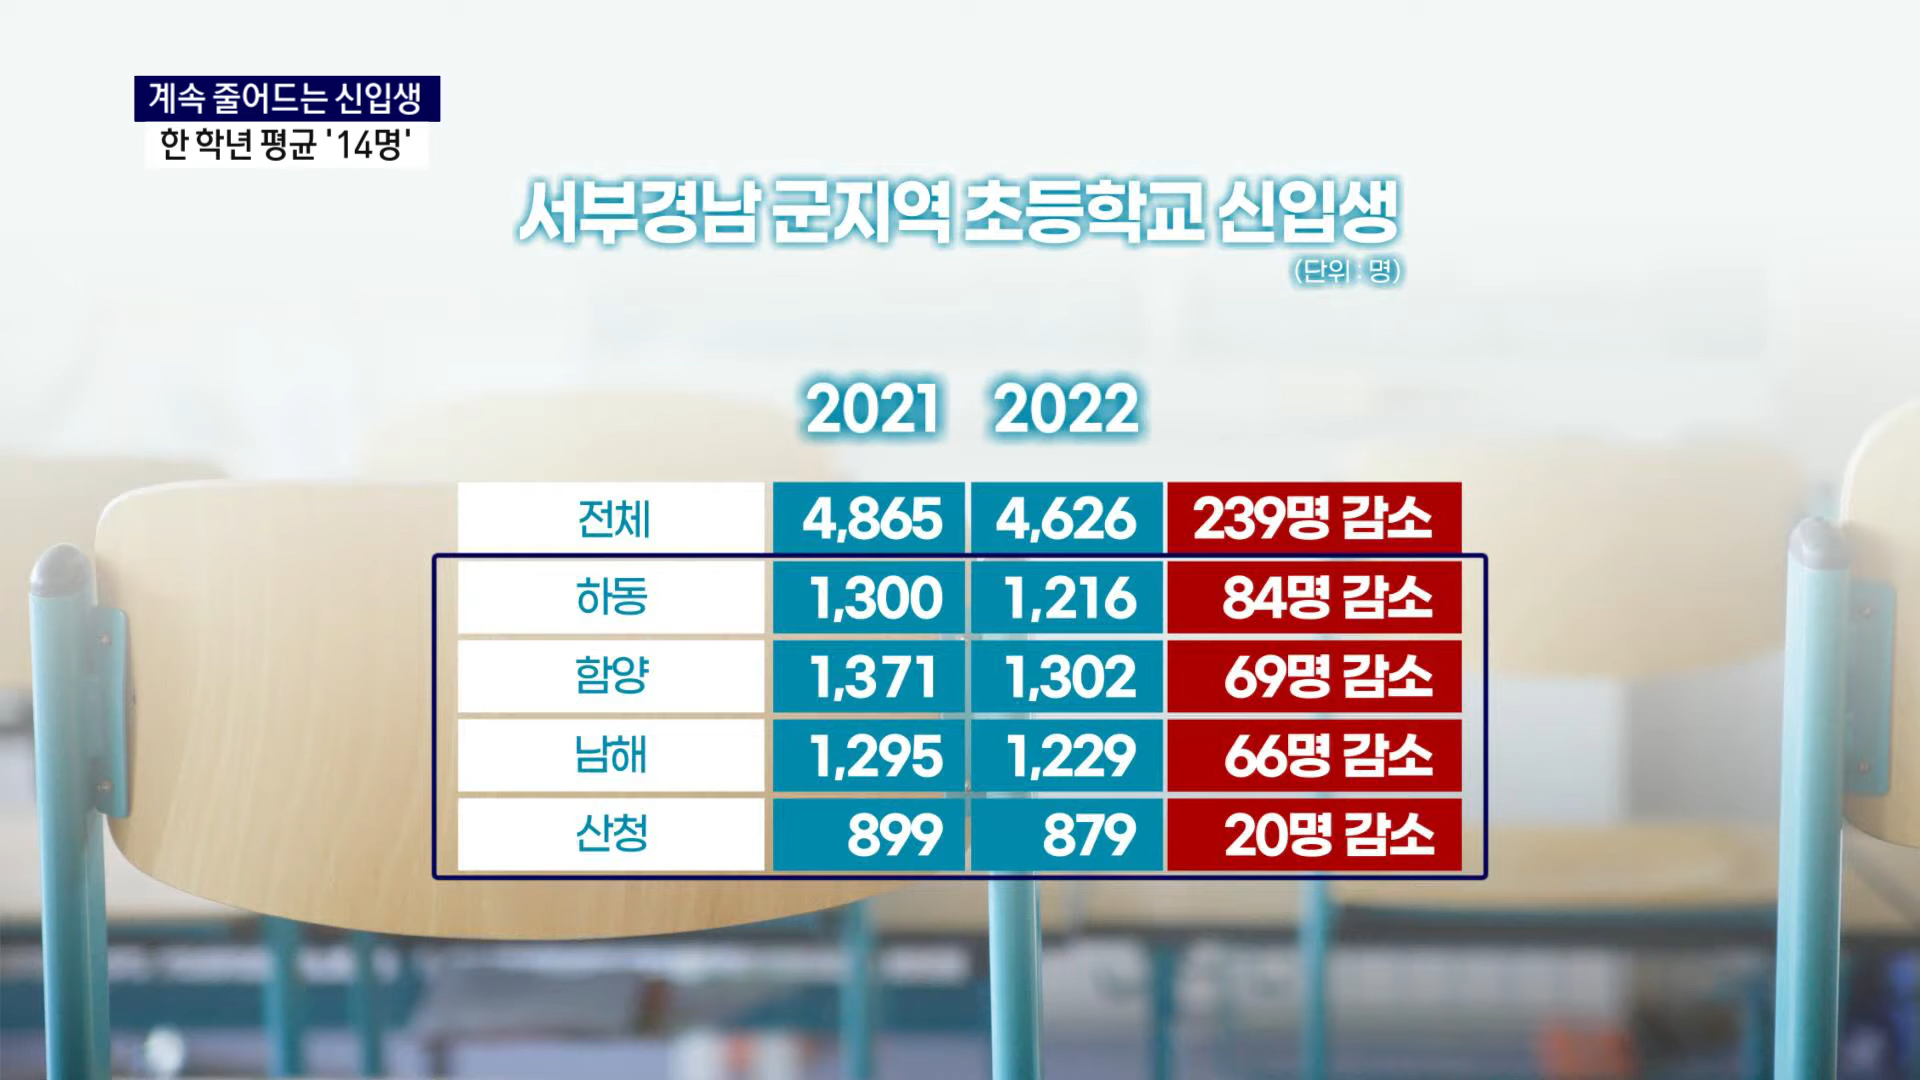 계속 줄어드는 신입생
한 학년 평균 '14명'
서부경남 군지역 초등학교 신입생
(단위 : 명)
2021 2022
전체 4,865 4,626 239명 감소
하동 1,300 1,216 84명 감소
함양 1,371 1,302 69명 감소
남해 1,295 1,229 66명 감소
산청 899 879 20명 감소